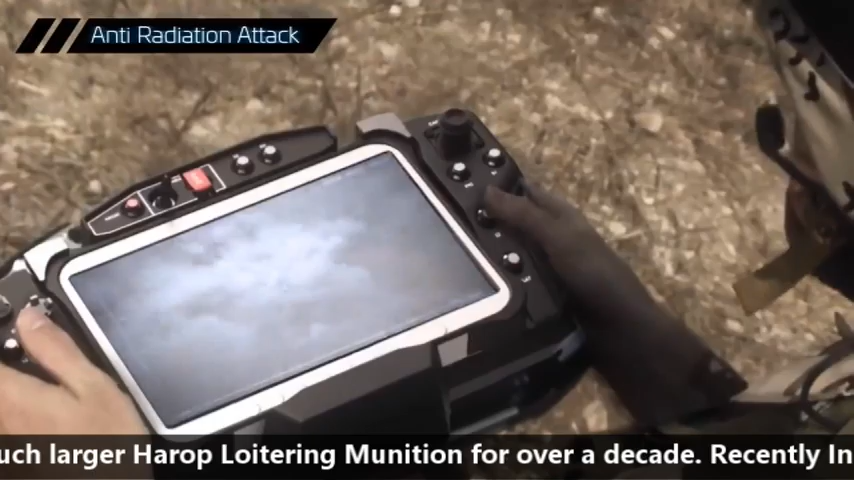 Anti Radiation Attack
uch larger Harop Loitering Munition for over a decade. Recently In